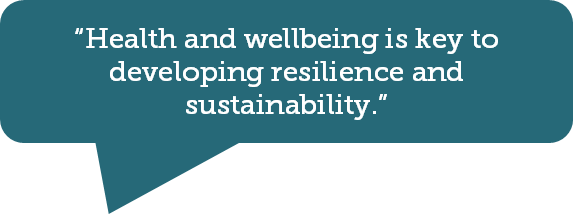 “Health and wellbeing is key to
developing resilience and
sustainability.”